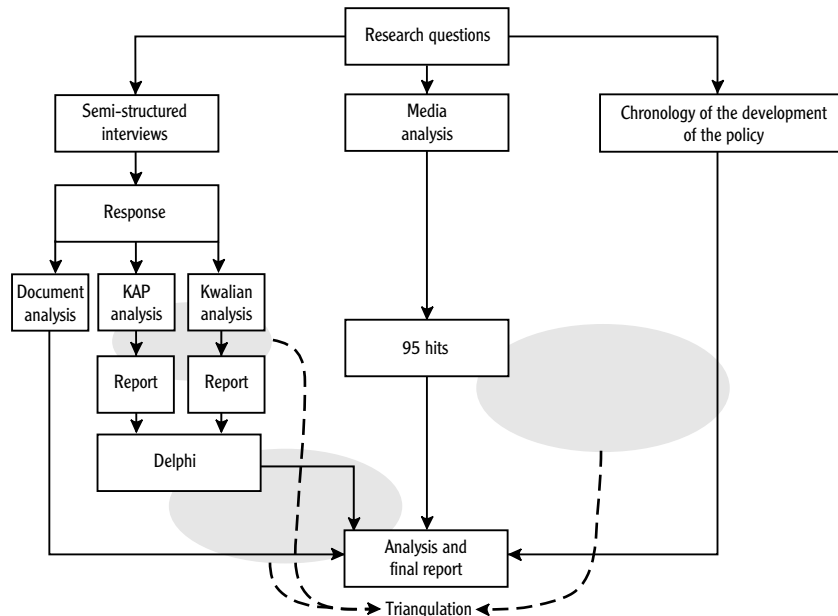 Research questions
Semi-structured
interviews
Media
analysis
Chronology of the development
of the policy
Response
Document
analysis
KAP
analysis
Kwalian
analysis
95 hits
Report
Report
Delphi
Analysis and
final report
Triangulation